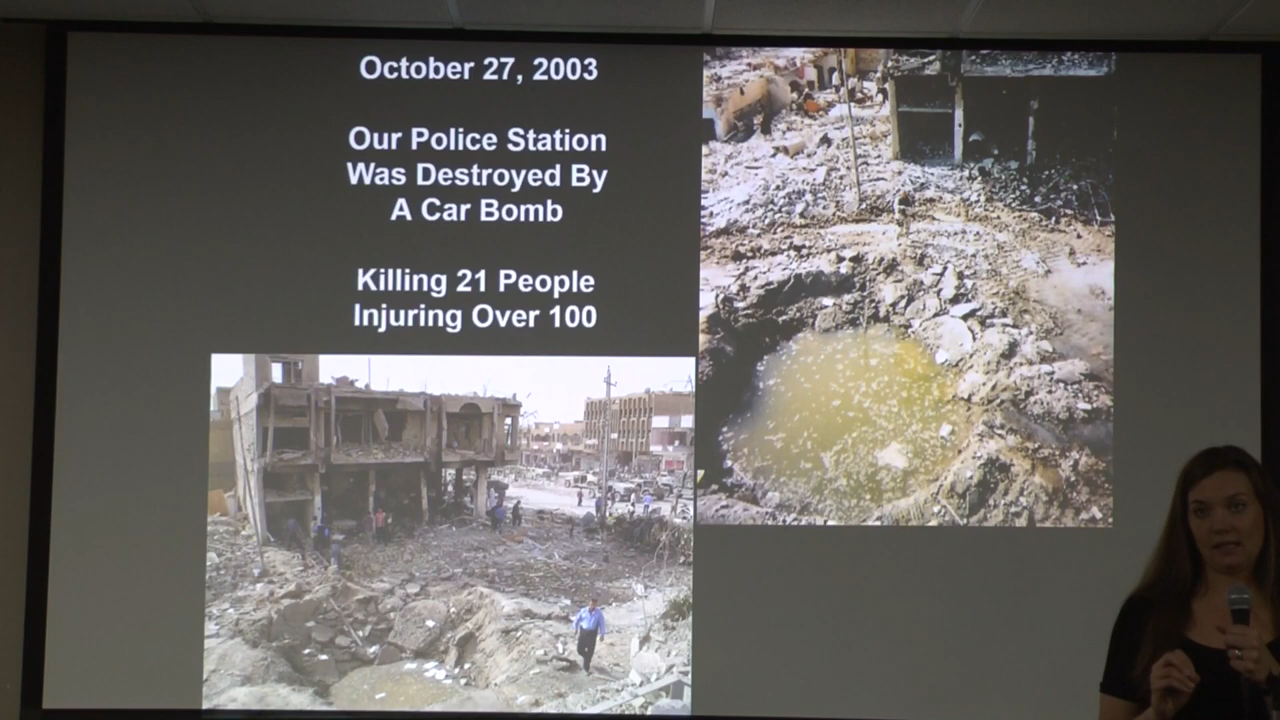 October 27, 2003
Our Police Station
Was Destroyed By
A Car Bomb
Killing 21 People
Injuring Over 100